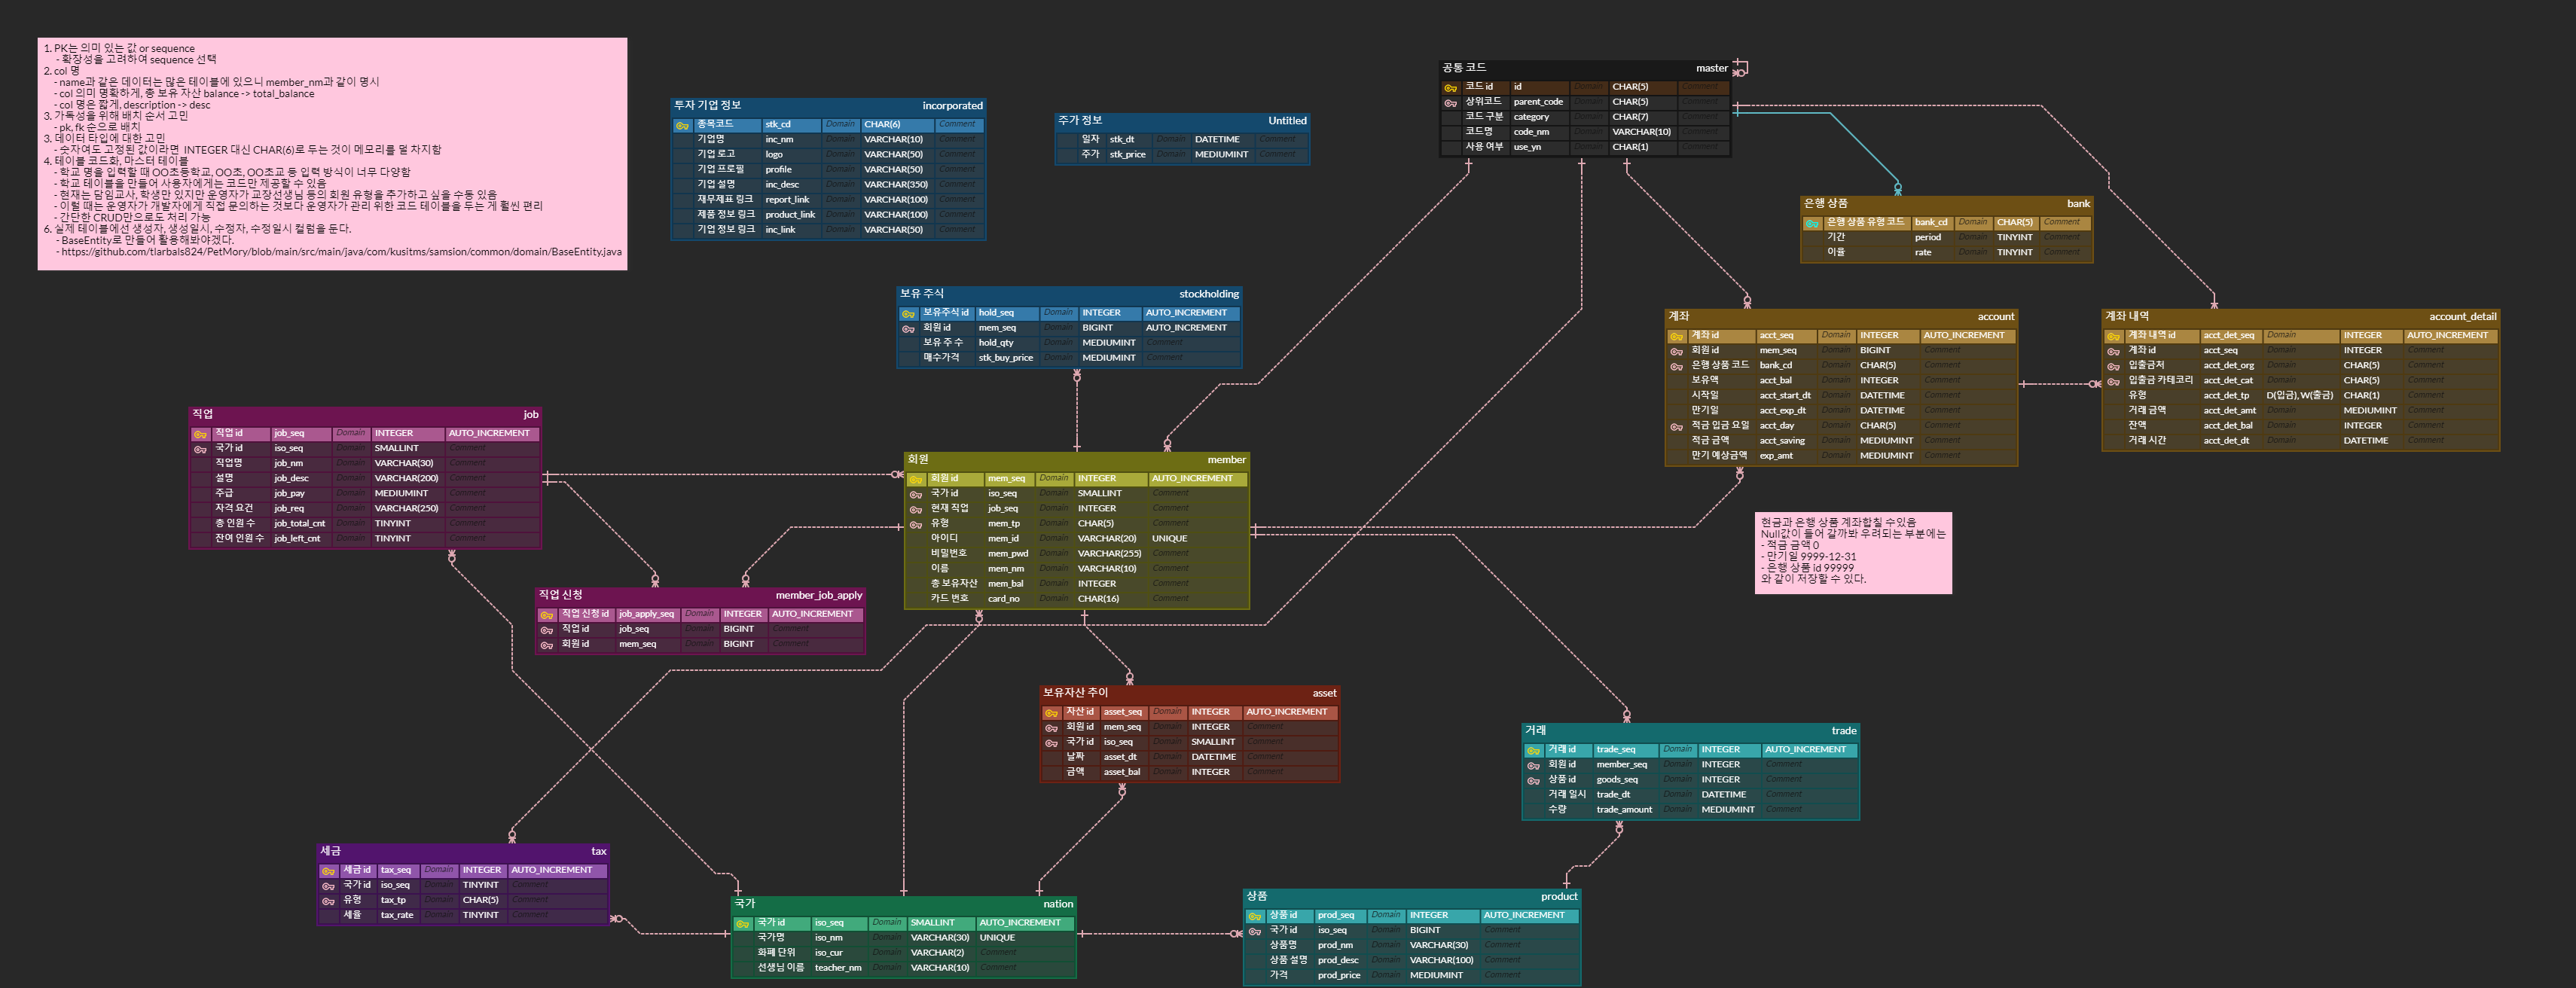 1. PK는 의미 있는 값 or sequence
- 확장성을 고려하여 sequence 선택
2. col 명
- name과 같은 데이터는 많은 테이블에 있으니 member_nm과 같이 명시
- col 의미 명확하게, 총 보유 자산 balance -> total_balance
- col 명은 짧게, description -> desc
3. 가독성을 위해 배치 순서 고민
- pk, fk 순으로 배치
3. 데이터 타입에 대한 고민
- 숫자여도 고정된 값이라면 INTEGER 대신 CHAR(6)로 두는 것이 메모리를 덜 차지함
4. 테이블 코드화, 마스터 테이블
- 학교 명을 입력할 때 OO초등학교, OO초, OO초교 등 입력 방식이 너무 다양함
- 학교 테이블을 만들어 사용자에게는 코드만 제공할 수 있음
- 현재는 담임교사, 학생만 있지만 운영자가 교장선생님 등의 회원 유형을 추가하고 싶을 수동 있음
- 이럴 때는 운영자가 개발자에게 직접 문의하는 것보다 운영자가 관리 위한 코드 테이블을 두는 게 훨씬 편리
- 간단한 CRUD만으로도 처리 가능
6. 실제 테이블에선 생성자, 생성일시, 수정자, 수정일시 컬럼을 둔다.
- BaseEntity로 만들어 활용해봐야겠다.
- https://github.com/tlarbals824/PetMory/blob/main/src/main/java/com/kusitms/samsion/common/domain/BaseEntity.java
투자 기업 정보 incorporated
종목코드 stk_cd Domain CHAR(6) Comment
기업명 inc_nm Domain VARCHAR(10) Comment
기업 로고 logo Domain VARCHAR(50) Comment
기업 프로필 profile Domain VARCHAR(50) Comment
기업 설명 inc_desc Domain VARCHAR(350) Comment
재무제표 링크 report_link Domain VARCHAR(100) Comment
제품 정보 링크 product_link Domain VARCHAR(100) Comment
기업 정보 링크 inc_link Domain VARCHAR(50) Comment
주가 정보 Untitled
일자 stk_dt Domain DATETIME Comment
주가 stk_price Domain MEDIUMINT Comment
공통 코드 master
코드 id id Domain CHAR(5) Comment
상위코드 parent_code Domain CHAR(5) Comment
코드 구분 category Domain CHAR(7) Comment
코드명 code_nm Domain VARCHAR(10) Comment
사용 여부 use_yn Domain CHAR(1) Comment
은행 상품 bank
은행 상품 유형 코드 bank_cd Domain CHAR(5) Comment
기간 period Domain TINYINT Comment
이율 rate Domain TINYINT Comment
보유 주식 stockholding
보유주식 id hold_seq Domain INTEGER AUTO_INCREMENT
회원 id mem_seq Domain BIGINT AUTO_INCREMENT
보유 주 수 hold_qty Domain MEDIUMINT Comment
매수가격 stk_buy_price Domain MEDIUMINT Comment
계좌 account
계좌 id acct_seq Domain INTEGER AUTO_INCREMENT
회원 id mem_seq Domain BIGINT Comment
은행 상품 코드 bank_cd Domain CHAR(5) Comment
보유액 acct_bal Domain INTEGER Comment
시작일 acct_start_dt Domain DATETIME Comment
만기일 acct_exp_dt Domain DATETIME Comment
적금 입금 요일 acct_day Domain CHAR(5) Comment
적금 금액 acct_saving Domain MEDIUMINT Comment
만기 예상금액 exp_amt Domain MEDIUMINT Comment
계좌 내역 account_detail
계좌 내역 id acct_det_seq Domain INTEGER AUTO_INCREMENT
계좌 id acct_seq Domain INTEGER Comment
입출금처 acct_det_org Domain CHAR(5) Comment
입출금 카테코리 acct_det_cat Domain CHAR(5) Comment
유형 acct_det_tp D(입금), W(출금) CHAR(1) Comment
거래 금액 acct_det_amt Domain MEDIUMINT Comment
잔액 acct_det_bal Domain INTEGER Comment
거래 시간 acct_det_dt Domain DATETIME Comment
직업 job
직업 id job_seq Domain INTEGER AUTO_INCREMENT
국가 id iso_seq Domain SMALLINT Comment
직업명 job_nm Domain VARCHAR(30) Comment
설명 job_desc Domain VARCHAR(200) Comment
주급 job_pay Domain MEDIUMINT Comment
자격 요건 job_req Domain VARCHAR(250) Comment
총 인원 수 job_total_cnt Domain TINYINT Comment
잔여 인원 수 job_left_cnt Domain TINYINT Comment
회원 member
회원 id mem_seq Domain INTEGER AUTO_INCREMENT
국가 id iso_seq Domain SMALLINT Comment
현재 직업 job_seq Domain INTEGER Comment
유형 mem_tp Domain CHAR(5) Comment
아이디 mem_id Domain VARCHAR(20) UNIQUE
비밀번호 mem_pwd Domain VARCHAR(255) Comment
이름 mem_nm Domain VARCHAR(10) Comment
총 보유자산 mem_bal Domain INTEGER Comment
카드 번호 card_no Domain CHAR(16) Comment
현금과 은행 상품 계좌합칠 수있음
Null값이 들어 갈까봐 우려되는 부분에는
- 적금 금액 0
- 만기일 9999-12-31
- 은행 상품 id 99999
와 같이 저장할 수 있다.
직업 신청 member_job_apply
직업 신청 id job_apply_seq Domain INTEGER AUTO_INCREMENT
직업 id job_seq Domain BIGINT Comment
회원 id mem_seq Domain BIGINT Comment
보유자산 추이 asset
자산 id asset_seq Domain INTEGER AUTO_INCREMENT
회원 id mem_seq Domain INTEGER Comment
국가 id iso_seq Domain SMALLINT Comment
날짜 asset_dt Domain DATETIME Comment
금액 asset_bal Domain INTEGER Comment
거래 trade
거래 id trade_seq Domain INTEGER AUTO_INCREMENT
회원 id member_seq Domain INTEGER Comment
상품 id goods_seq Domain INTEGER Comment
거래 일시 trade_dt Domain DATETIME Comment
수량 trade_amount Domain MEDIUMINT Comment
세금 tax
세금 id tax_seq Domain INTEGER AUTO_INCREMENT
국가 id iso_seq Domain TINYINT Comment
유형 tax_tp Domain CHAR(5) Comment
세율 tax_rate Domain TINYINT Comment
국가 nation
국가 id iso_seq Domain SMALLINT AUTO_INCREMENT
국가명 iso_nm Domain VARCHAR(30) UNIQUE
화폐 단위 iso_cur Domain VARCHAR(2) Comment
선생님 이름 teacher_nm Domain VARCHAR(10) Comment
상품 product
상품 id prod_seq Domain INTEGER AUTO_INCREMENT
국가 id iso_seq Domain BIGINT Comment
상품명 prod_nm Domain VARCHAR(30) Comment
상품 설명 prod_desc Domain VARCHAR(100) Comment
가격 prod_price Domain MEDIUMINT Comment